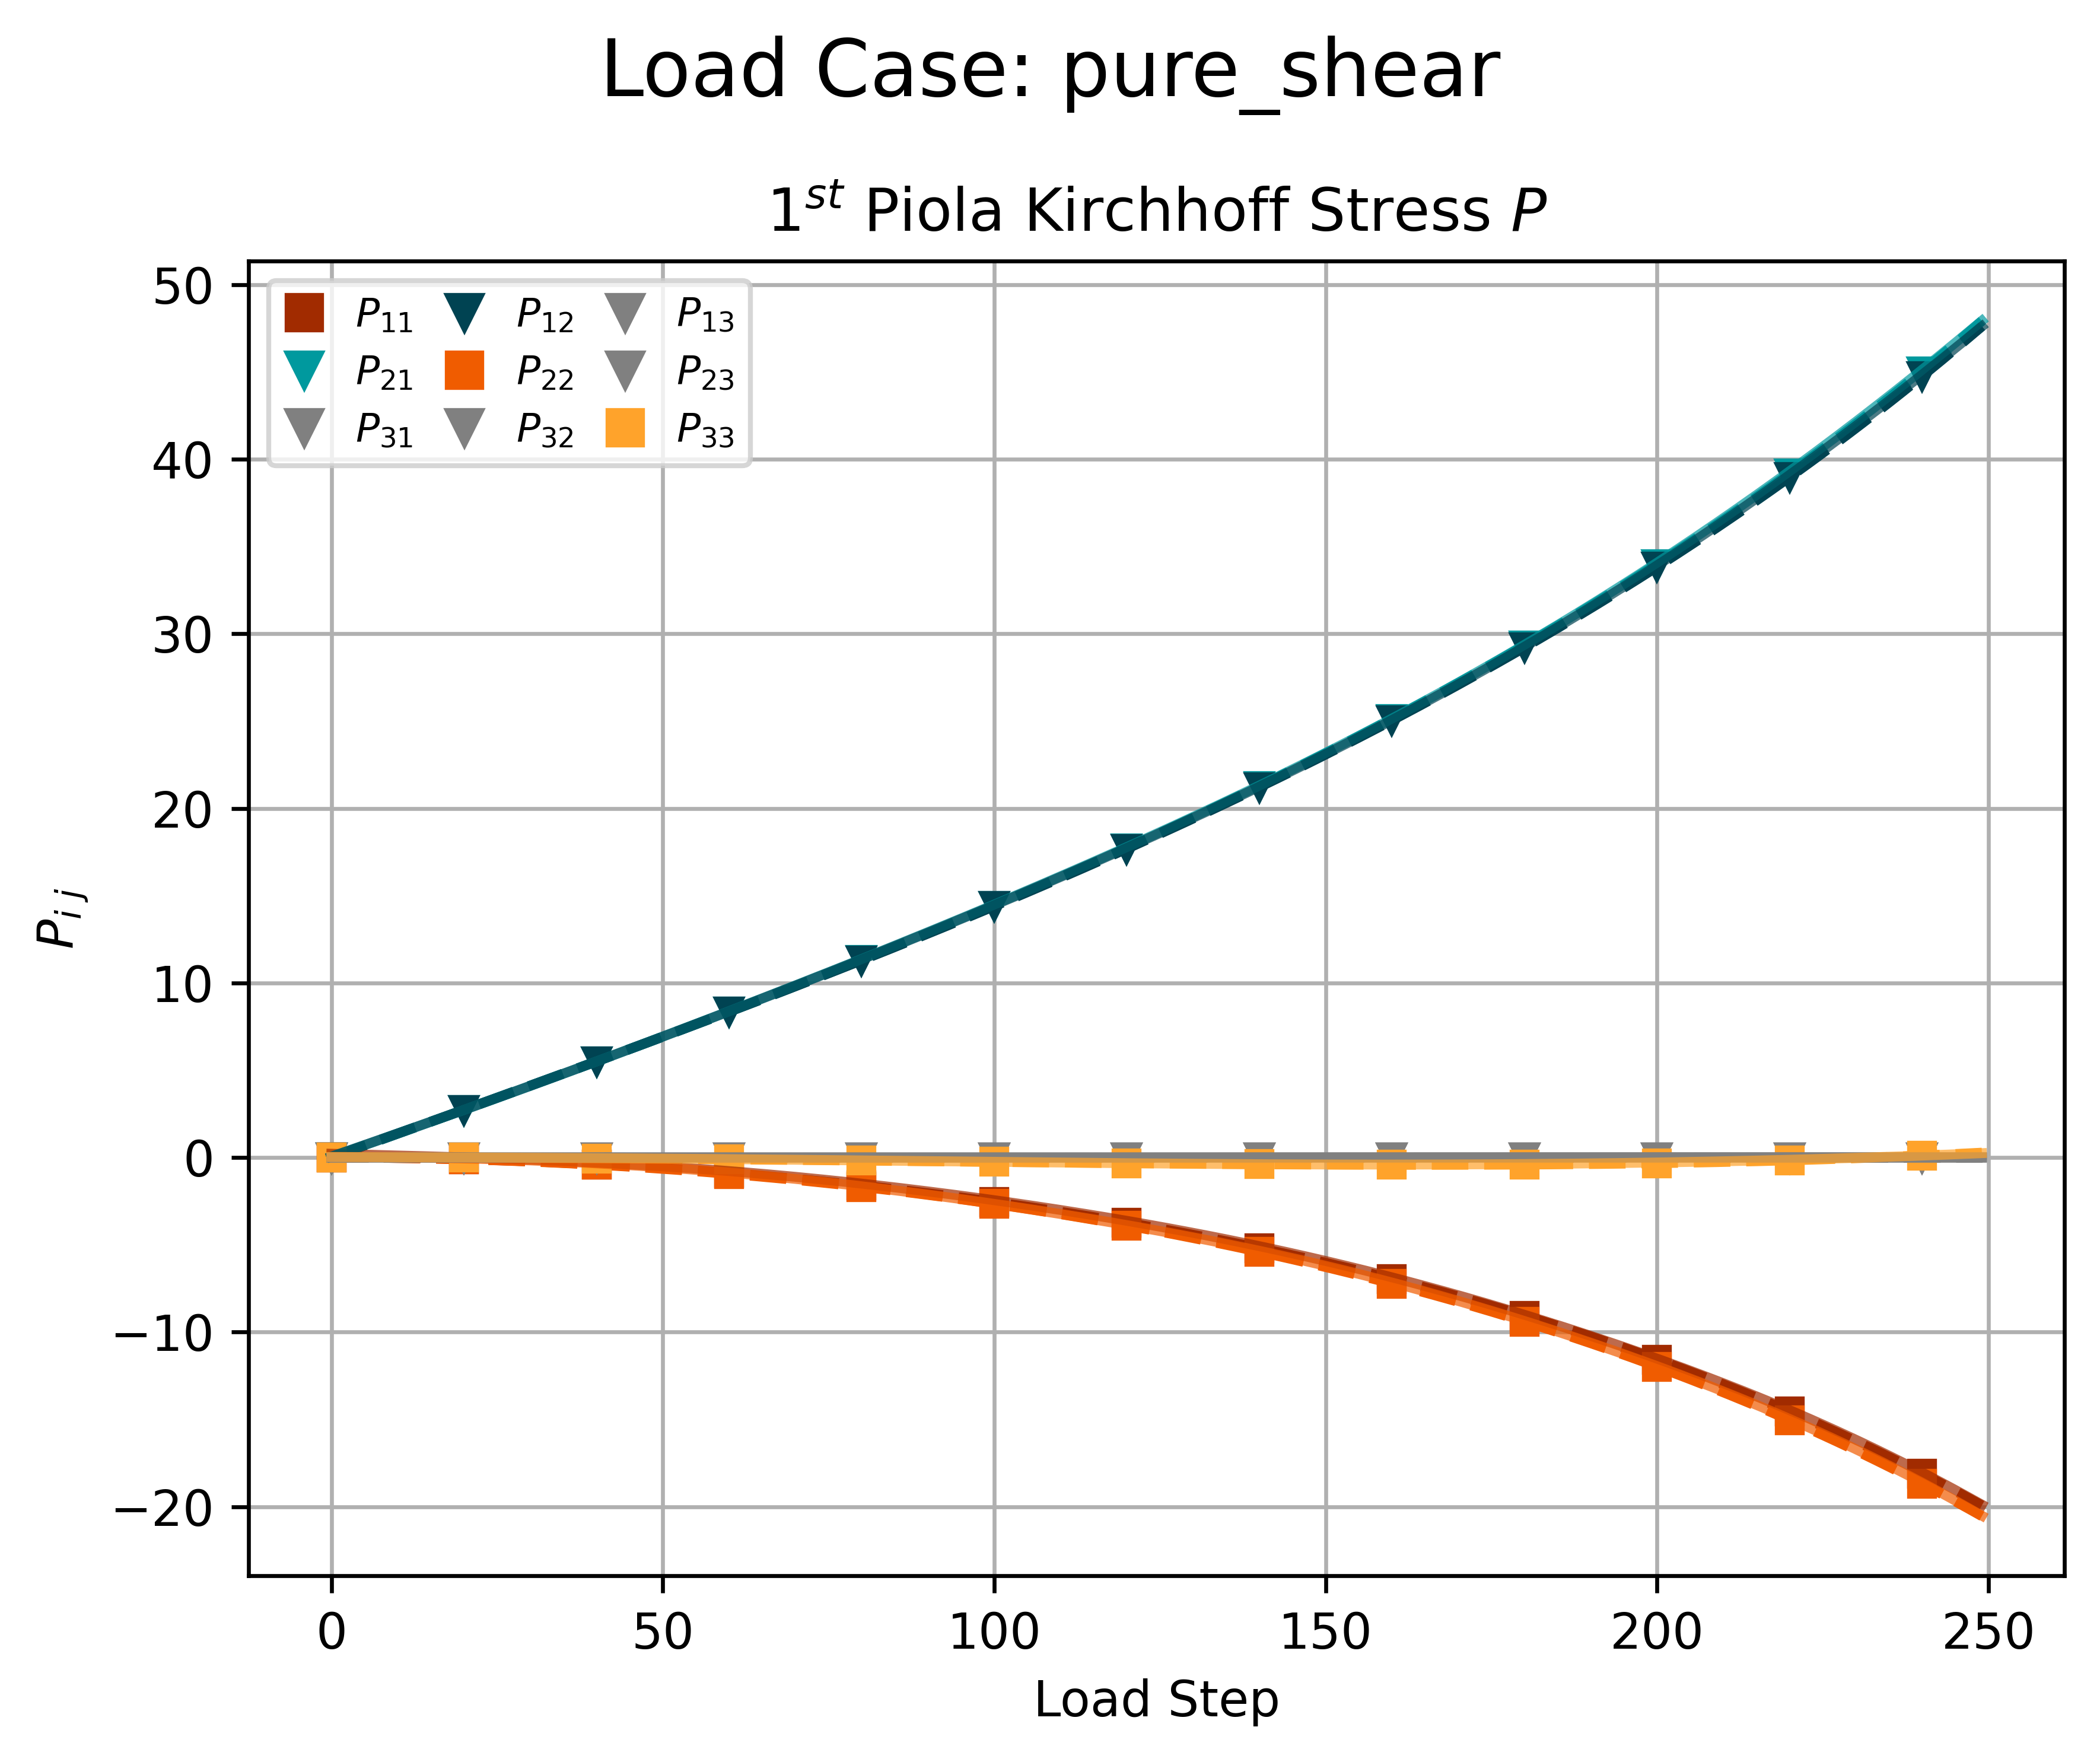 Load Case: pure_shear
1st Piola Kirchhoff Stress P
50
40
30
20
10
0
−10
−20
P11 P12 P13
P21 P22 P23
P31 P32 P33
Pi j
0 50 100 150 200 250
Load Step